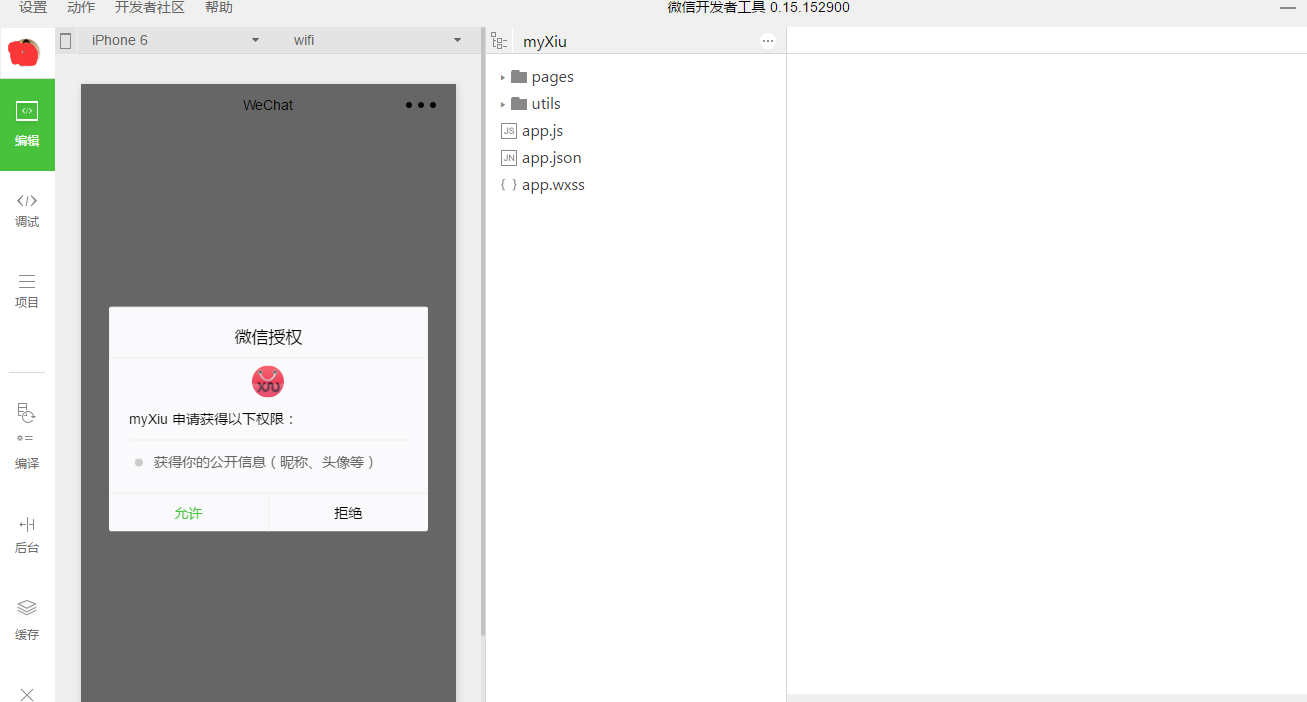 设置 动作 开发者社区 帮助 微信开发者工具 0.15.152900
iPhone 6 wifi
myXiu
编辑
调试
项目
编译
后台
缓存
WeChat
微信授权
XIU
myXiu 申请获得以下权限：
获得你的公开信息（昵称、头像等）
允许 拒绝
pages
utils
JS app.js
JN app.json
{ } app.wxss